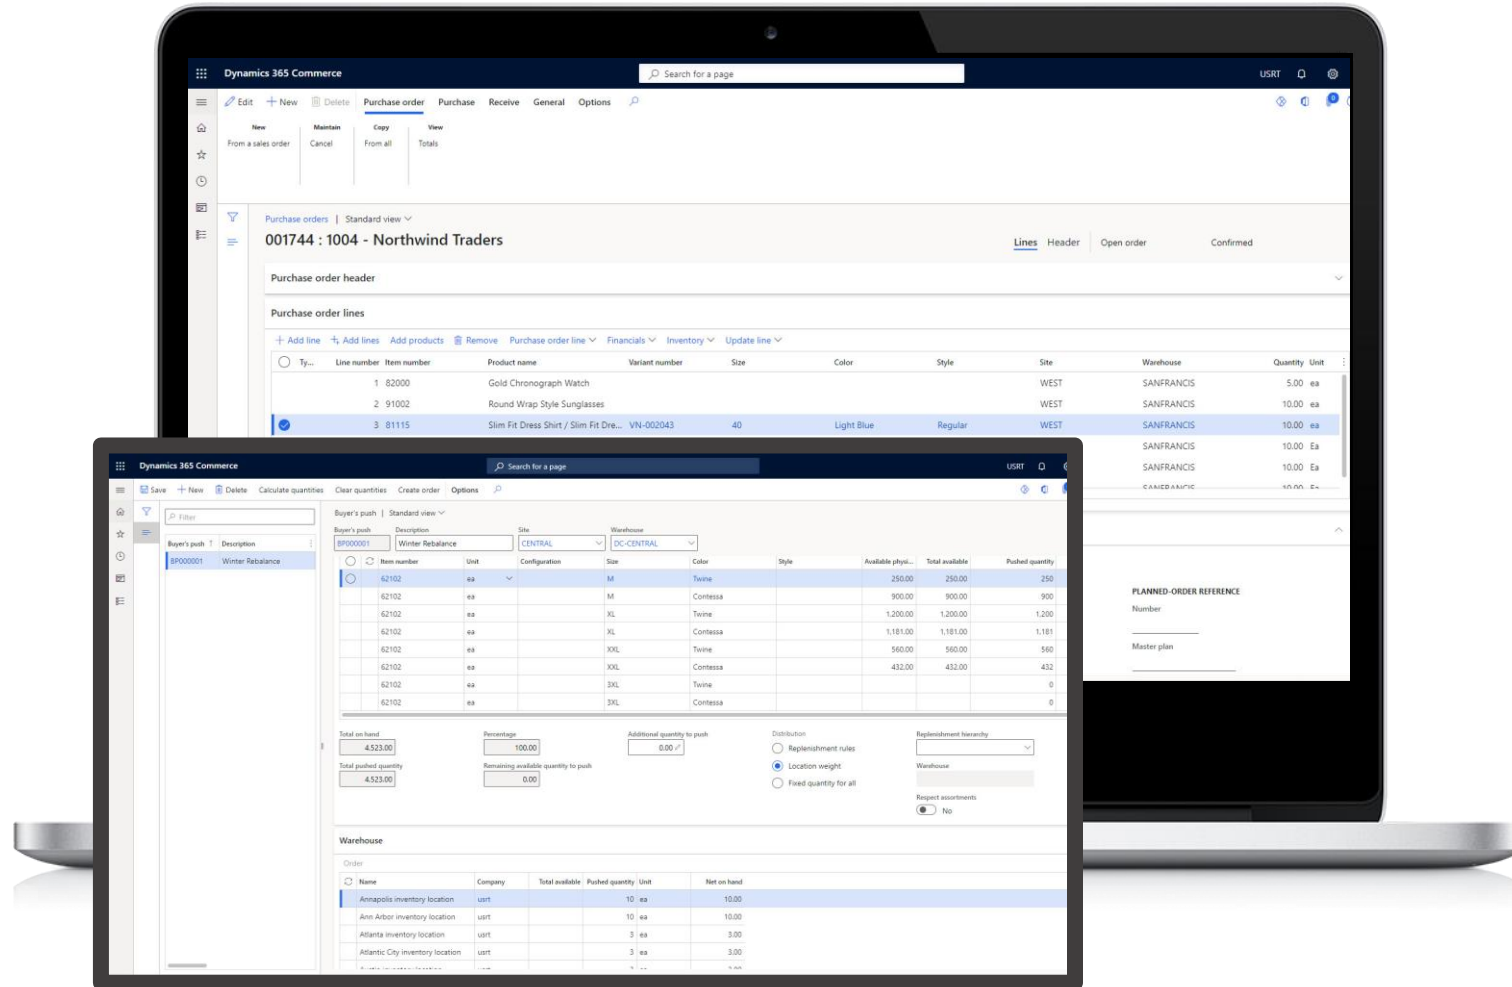 Dynamics 365 Commerce Search for a page USRT
Edit New Delete Purchase order Purchase Receive General Options
New Maintain Copy View
From a sales order Cancel From all Totals
Purchase orders | Standard view
001744 : 1004 - Northwind Traders
Lines Header Open order Confirmed
Purchase order header
Purchase order lines
Add line Add lines Add products Remove Purchase order line Financials Inventory Update line
Ty... Line number Item number Product name Variant number Size Color Style Site Warehouse Quantity Unit
1 82000 Gold Chronograph Watch WEST SANFRANCIS 5.00 ea
2 91002 Round Wrap Style Sunglasses WEST SANFRANCIS 10.00 ea
3 81115 Slim Fit Dress Shirt / Slim Fit Dre... VN-002043 40 Light Blue Regular WEST SANFRANCIS 10.00 ea
SANFRANCIS 10.00 Ea
SANFRANCIS 10.00 Ea
SANFRANCIS 10.00 Ea
PLANNED-ORDER REFERENCE
Number
Master plan
Dynamics 365 Commerce Search for a page USRT
Save New Delete Calculate quantities Clear quantities Create order Options
Filter
Buyer's push Description
BP000001 Winter Rebalance
Buyer's push | Standard view
Buyer's push Description Site Warehouse
BP000001 Winter Rebalance CENTRAL DC-CENTRAL
Item number Unit Configuration Size Color Style Available physi... Total available Pushed quantity
62102 ea M Twine 250.00 250.00 250
62102 ea M Contessa 900.00 900.00 900
62102 ea XL Twine 1,200.00 1,200.00 1,200
62102 ea XL Contessa 1,181.00 1,181.00 1,181
62102 ea XXL Twine 560.00 560.00 560
62102 ea XXL Contessa 432.00 432.00 432
62102 ea 3XL Twine 0
62102 ea 3XL Contessa 0
Total on hand Percentage Additional quantity to push Distribution Replenishment hierarchy
4,523.00 100.00 0.00 Replenishment rules
Total pushed quantity Remaining available quantity to push Location weight Warehouse
4,523.00 0.00 Fixed quantity for all
Respect assortments
No
Warehouse
Order
Name Company Total available Pushed quantity Unit Net on hand
Annapolis inventory location usrt 10 ea 10.00
Ann Arbor inventory location usrt 10 ea 10.00
Atlanta inventory location usrt 3 ea 3.00
Atlantic City inventory location usrt 3 ea 3.00